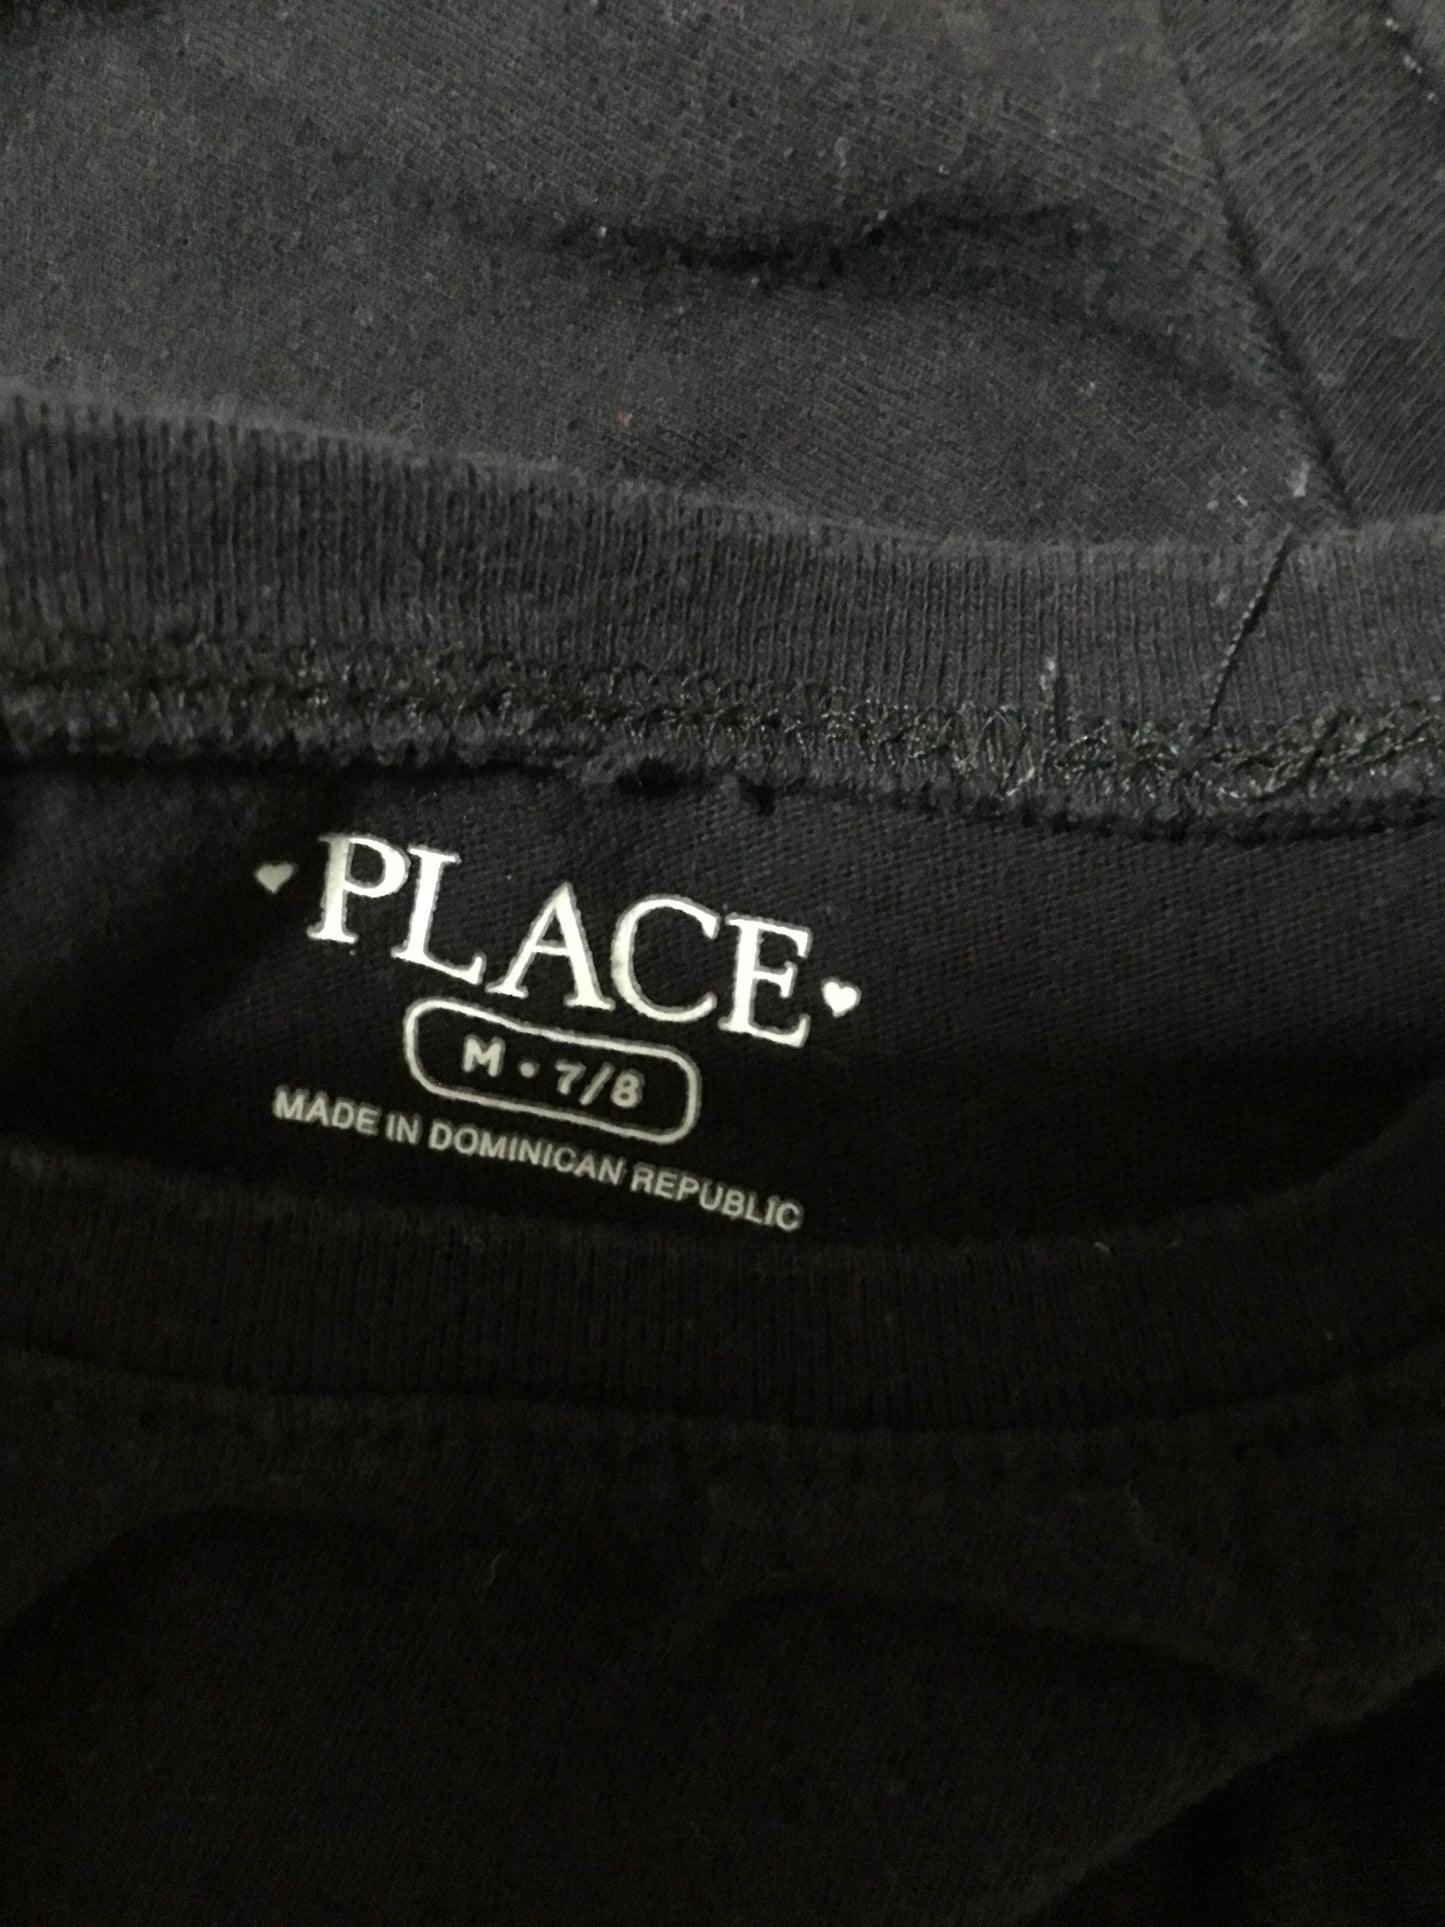 ♥ PLACE ♥
M • 7/8
MADE IN DOMINICAN REPUBLIC